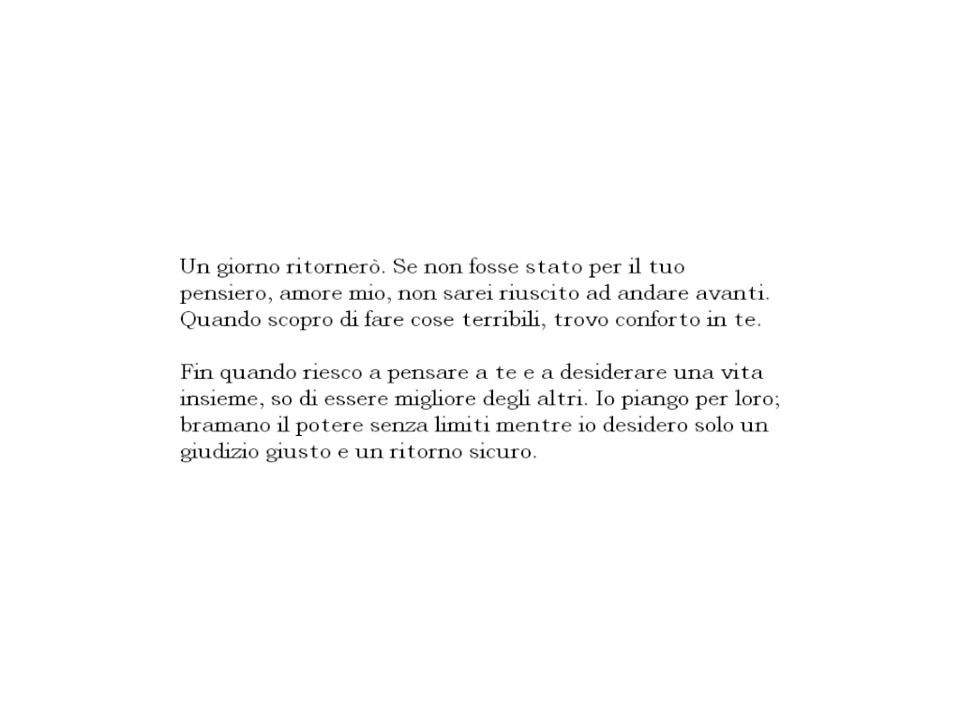 Un giorno ritornerò. Se non fosse stato per il tuo
pensiero, amore mio, non sarei riuscito ad andare avanti.
Quando scopro di fare cose terribili, trovo conforto in te.
Fin quando riesco a pensare a te e a desiderare una vita
insieme, so di essere migliore degli altri. Io piango per loro;
bramano il potere senza limiti mentre io desidero solo un
giudizio giusto e un ritorno sicuro.